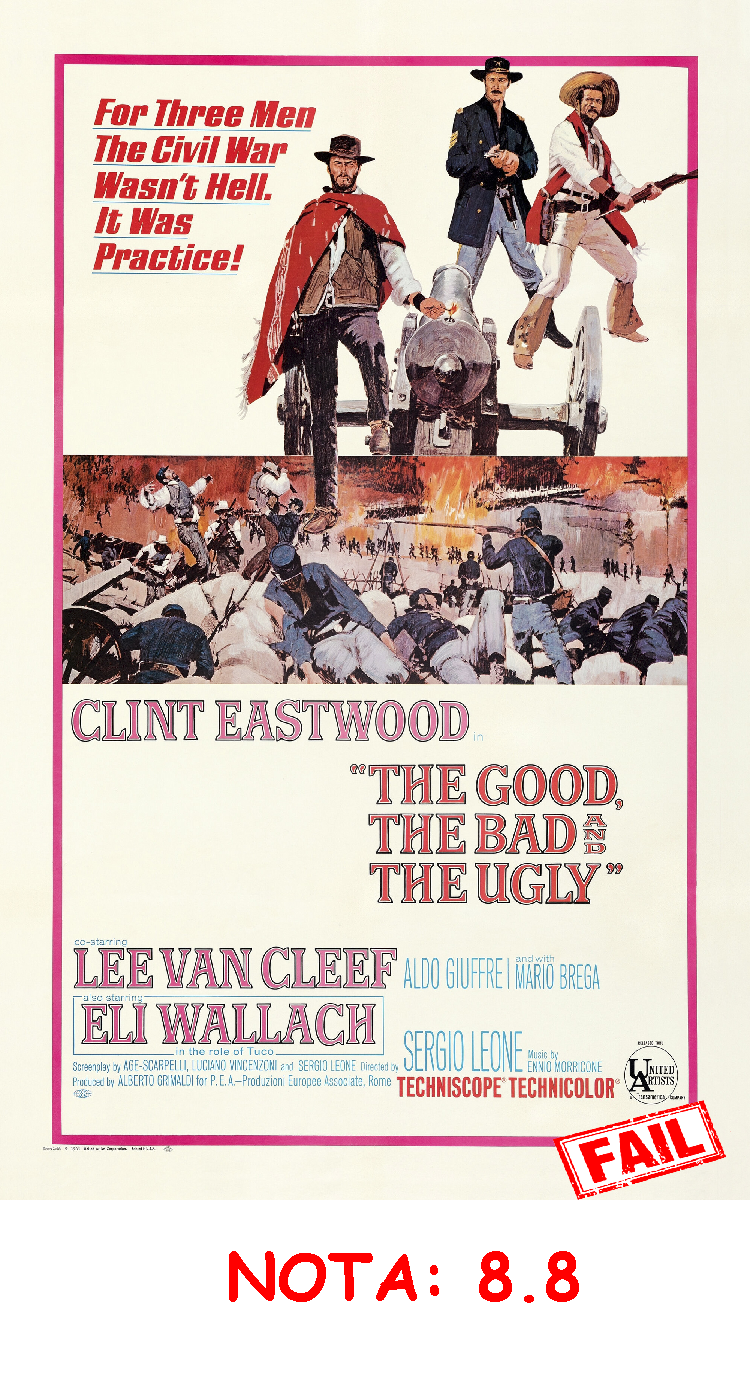 For Three Men
The Civil War
Wasn't Hell.
It Was
Practice!
CLINT EASTWOOD in
"THE GOOD,
THE BAD AND
THE UGLY"
co-starring
LEE VAN CLEEF ALDO GIUFFRE and with MARIO BREGA
also starring
ELI WALLACH
in the role of Tuco
Screenplay by AGE-SCARPELLI, LUCIANO VINCENZONI and SERGIO LEONE Directed by SERGIO LEONE Music by ENNIO MORRICONE
Produced by ALBERTO GRIMALDI for P.E.A.—Produzioni Europee Associate, Rome TECHNISCOPE® TECHNICOLOR®
UNITED
ARTISTS
FAIL
NOTA: 8.8